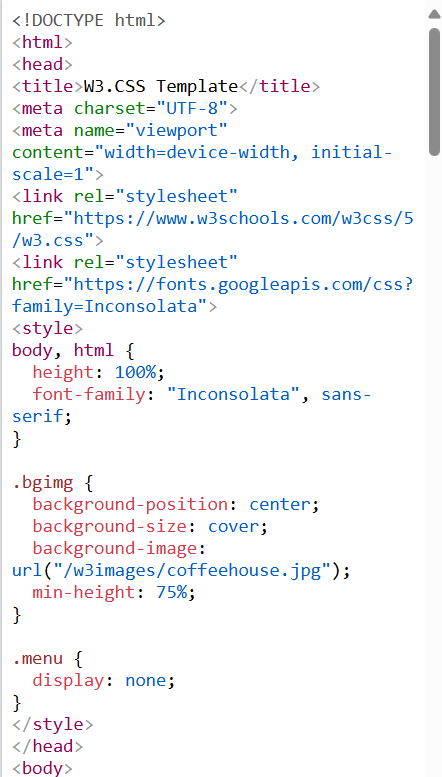 <!DOCTYPE html>
<html>
<head>
<title>W3.CSS Template</title>
<meta charset="UTF-8">
<meta name="viewport"
content="width=device-width, initial-
scale=1">
<link rel="stylesheet"
href="https://www.w3schools.com/w3css/5
/w3.css">
<link rel="stylesheet"
href="https://fonts.googleapis.com/css?
family=Inconsolata">
<style>
body, html {
  height: 100%;
  font-family: "Inconsolata", sans-
serif;
}

.bgimg {
  background-position: center;
  background-size: cover;
  background-image:
url("/w3images/coffeehouse.jpg");
  min-height: 75%;
}

.menu {
  display: none;
}
</style>
</head>
<body>